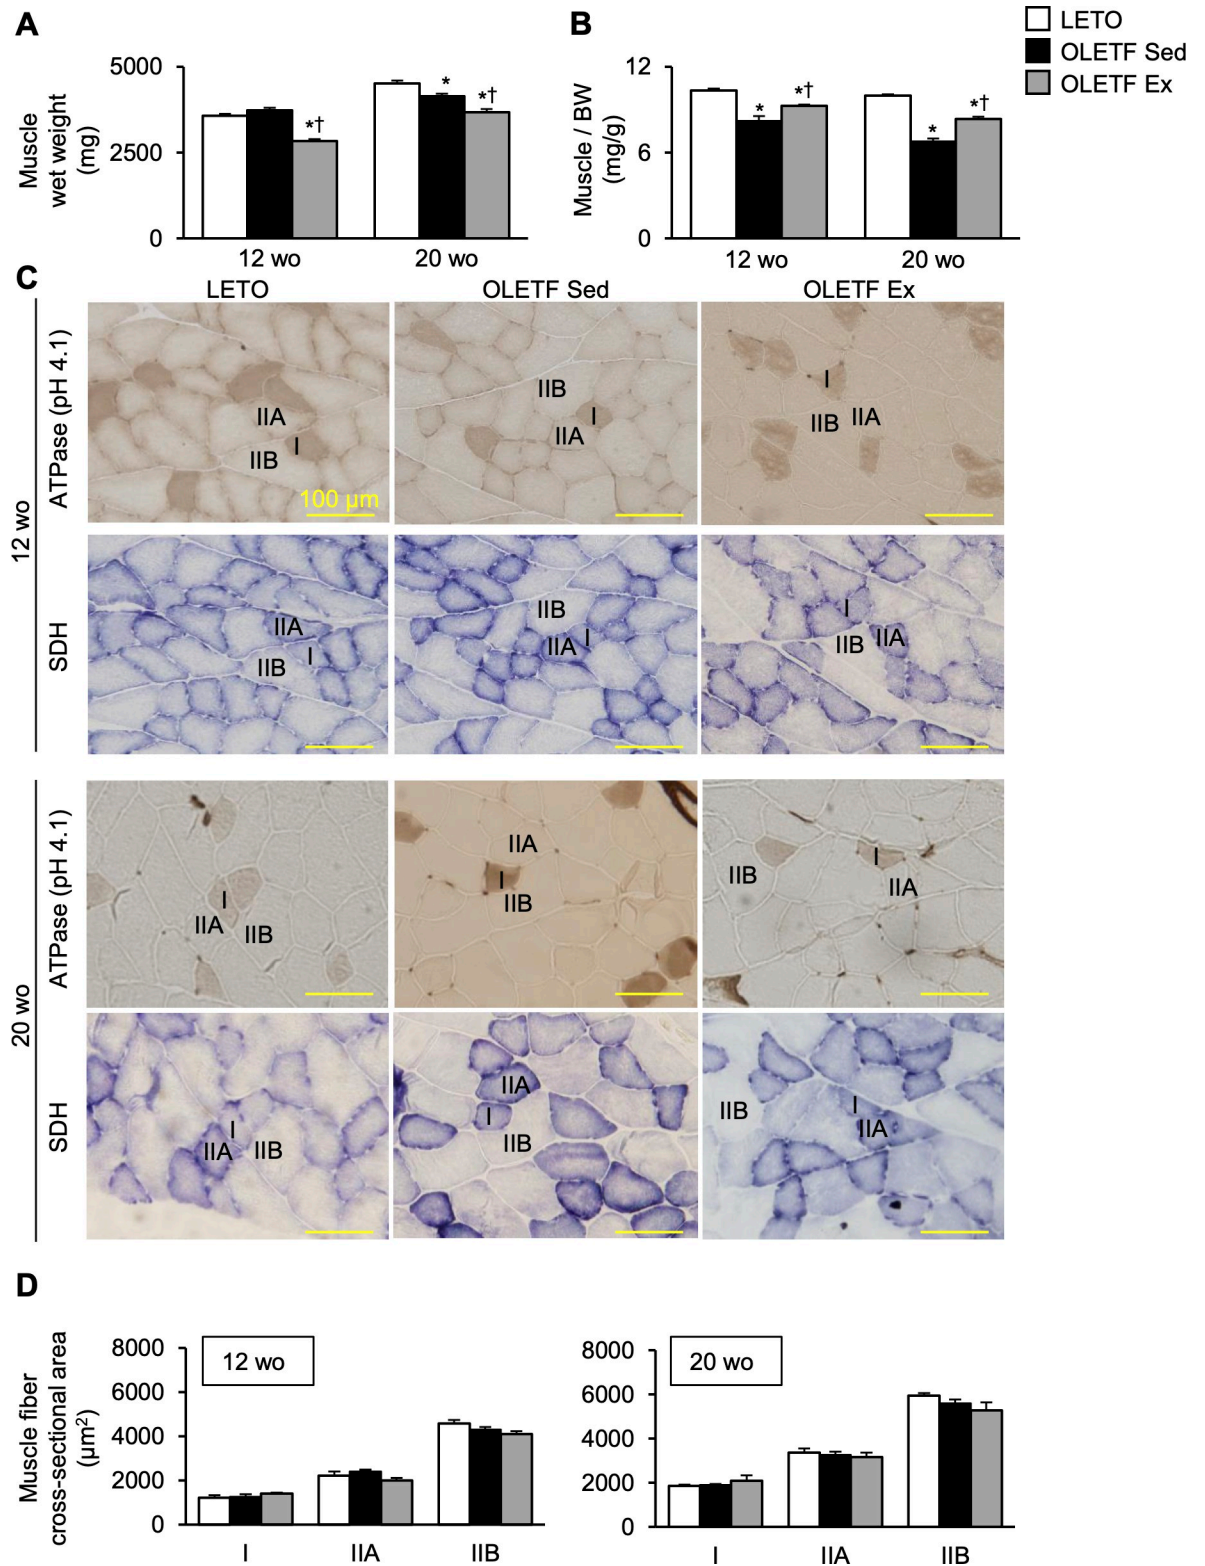 A
B
LETO
OLETF Sed
OLETF Ex
Muscle
wet weight
(mg)
5000
2500
0
*†
*
*†
12 wo
20 wo
Muscle / BW
(mg/g)
12
6
0
*
*†
*
*†
12 wo
20 wo
C
LETO
OLETF Sed
OLETF Ex
12 wo
ATPase (pH 4.1)
IIA
I
IIB
100 µm
IIB
I
IIA
I
IIB
IIA
SDH
IIA
I
IIB
IIB
I
IIA
I
IIB
IIA
20 wo
ATPase (pH 4.1)
I
IIA
IIB
IIA
I
IIB
IIB
I
IIA
SDH
I
IIA
IIB
IIA
I
IIB
IIB
I
IIA
D
Muscle fiber
cross-sectional area
(µm²)
8000
6000
4000
2000
0
12 wo
I
IIA
IIB
8000
6000
4000
2000
0
20 wo
I
IIA
IIB